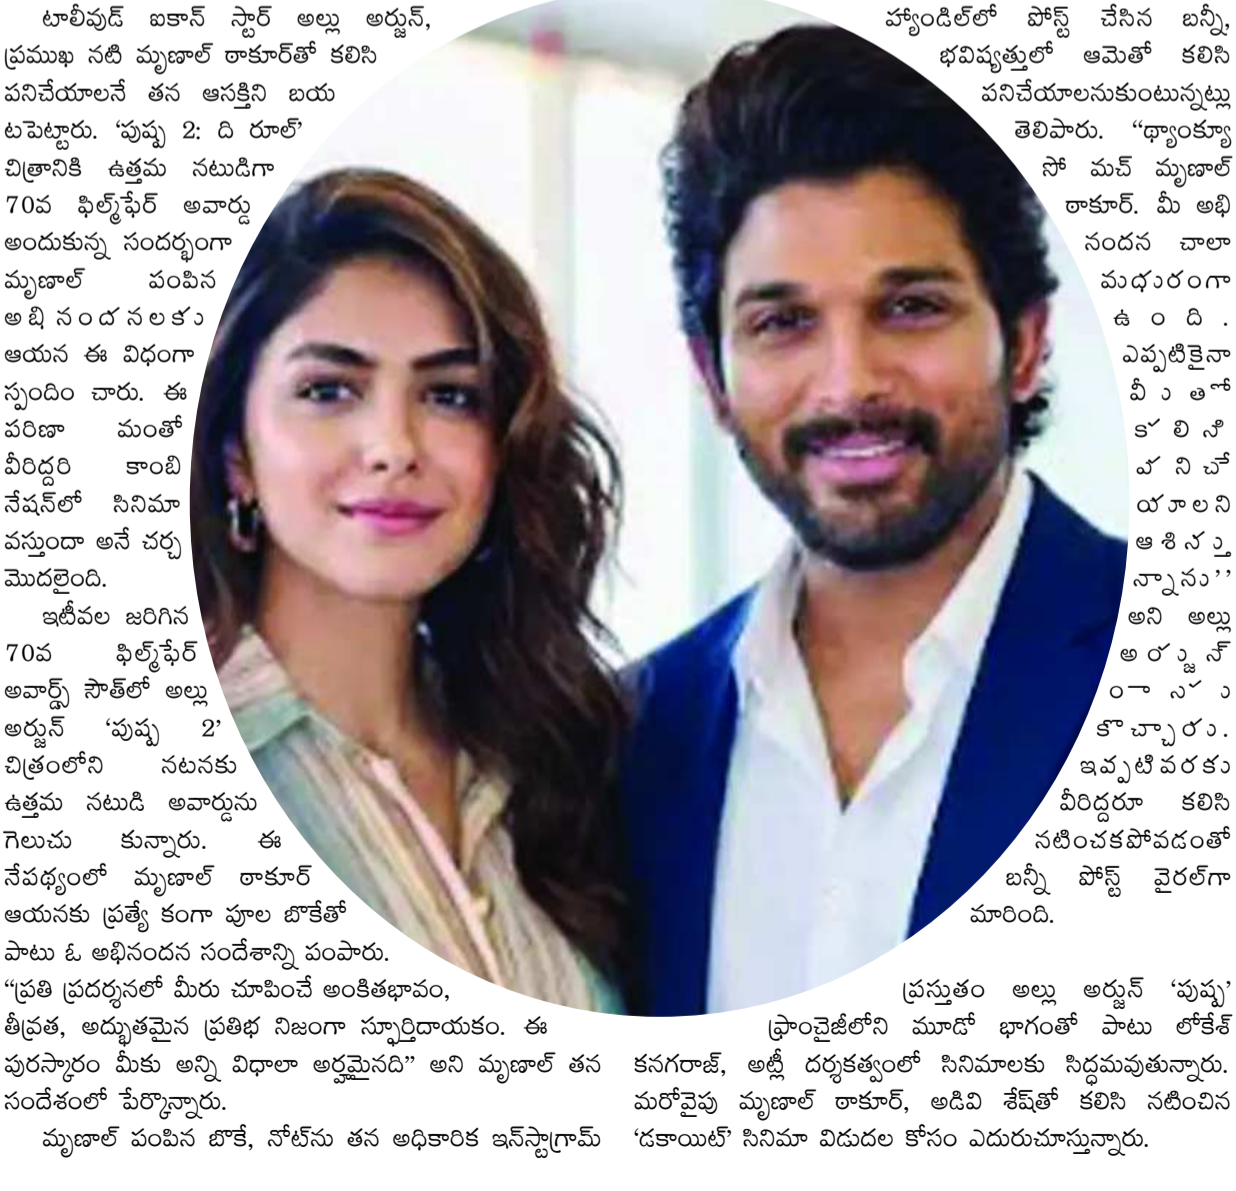 టాలీవుడ్ ఐకాన్ స్టార్ అల్లు అర్జున్,
ప్రముఖ నటి మృణాల్ ఠాకూర్‌తో కలిసి
పనిచేయాలనే తన ఆసక్తిని బయ
టపెట్టారు. ‘పుష్ప 2: ది రూల్’
చిత్రానికి ఉత్తమ నటుడిగా
70వ ఫిల్మ్‌ఫేర్ అవార్డు
అందుకున్న సందర్భంగా
మృణాల్ పంపిన
అభినందనలకు
ఆయన ఈ విధంగా
స్పందిం చారు. ఈ
పరిణా మంతో
వీరిద్దరి కాంబి
నేషన్‌లో సినిమా
వస్తుందా అనే చర్చ
మొదలైంది.
ఇటీవల జరిగిన
70వ ఫిల్మ్‌ఫేర్
అవార్డ్స్ సౌత్‌లో అల్లు
అర్జున్ ‘పుష్ప 2’
చిత్రంలోని నటనకు
ఉత్తమ నటుడి అవార్డును
గెలుచు కున్నారు. ఈ
నేపథ్యంలో మృణాల్ ఠాకూర్
ఆయనకు ప్రత్యే కంగా పూల బొకేతో
పాటు ఓ అభినందన సందేశాన్ని పంపారు.
“ప్రతి ప్రదర్శనలో మీరు చూపించే అంకితభావం,
తీవ్రత, అద్భుతమైన ప్రతిభ నిజంగా స్ఫూర్తిదాయకం. ఈ
పురస్కారం మీకు అన్ని విధాలా అర్హమైనది” అని మృణాల్ తన
సందేశంలో పేర్కొన్నారు.
మృణాల్ పంపిన బొకే, నోట్‌ను తన అధికారిక ఇన్‌స్టాగ్రామ్
హ్యాండిల్‌లో పోస్ట్ చేసిన బన్నీ,
భవిష్యత్తులో ఆమెతో కలిసి
పనిచేయాలనుకుంటున్నట్లు
తెలిపారు. “థ్యాంక్యూ
సో మచ్ మృణాల్
ఠాకూర్. మీ అభి
నందన చాలా
మధురంగా
ఉంది.
ఎప్పటికైనా
మీతో
కలిసి
పనిచే
యాలని
ఆశిస్తు
న్నాను’’
అని అల్లు
అర్జున్
రాసు
కొచ్చారు.
ఇప్పటివరకు
వీరిద్దరూ కలిసి
నటించకపోవడంతో
బన్నీ పోస్ట్ వైరల్‌గా
మారింది.
ప్రస్తుతం అల్లు అర్జున్ ‘పుష్ప’
ఫ్రాంచైజీలోని మూడో భాగంతో పాటు లోకేశ్
కనగరాజ్, అట్లీ దర్శకత్వంలో సినిమాలకు సిద్ధమవుతున్నారు.
మరోవైపు మృణాల్ ఠాకూర్, అడివి శేష్‌తో కలిసి నటించిన
‘డకాయిట్’ సినిమా విడుదల కోసం ఎదురుచూస్తున్నారు.